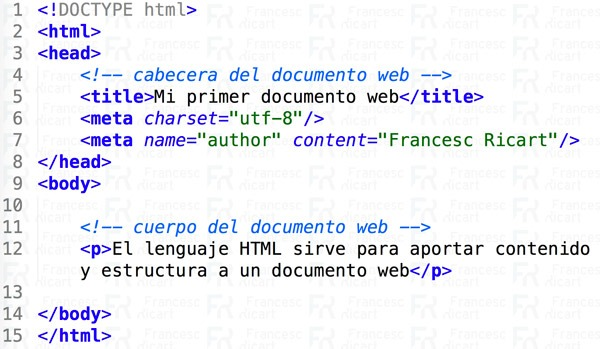 1 <!DOCTYPE html>
2 <html>
3 <head>
4 <!-- cabecera del documento web -->
5 <title>Mi primer documento web</title>
6 <meta charset="utf-8"/>
7 <meta name="author" content="Francesc Ricart"/>
8 </head>
9 <body>
10
11 <!-- cuerpo del documento web -->
12 <p>El lenguaje HTML sirve para aportar contenido
y estructura a un documento web</p>
13
14 </body>
15 </html>